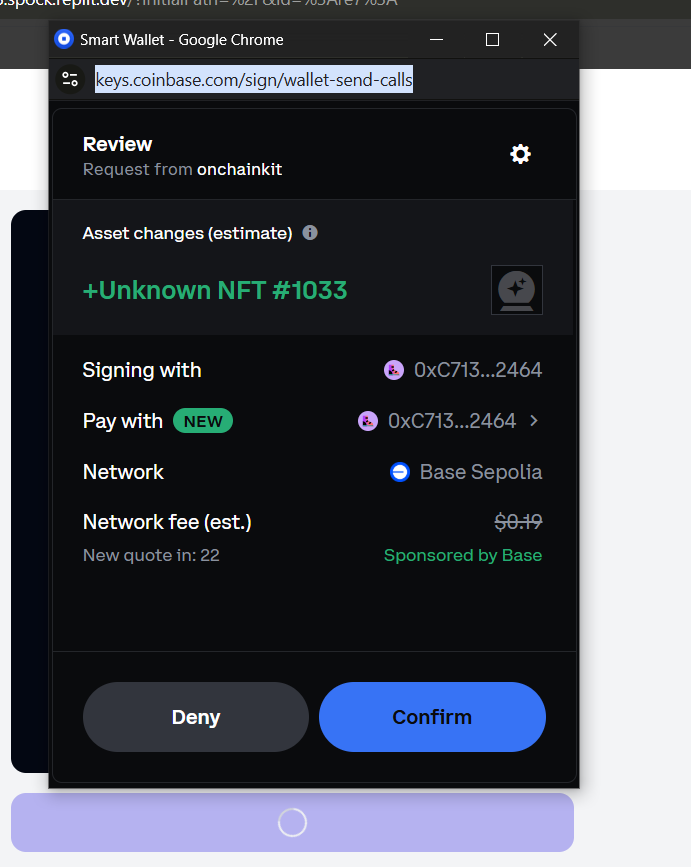 .spock.replit.dev/?initialPath=%2F&id=%3Are7%3A
Smart Wallet - Google Chrome
keys.coinbase.com/sign/wallet-send-calls
Review
Request from onchainkit
Asset changes (estimate)
+Unknown NFT #1033
Signing with 0xC713...2464
Pay with NEW 0xC713...2464
Network Base Sepolia
Network fee (est.) $0.19
New quote in: 22 Sponsored by Base
Deny Confirm